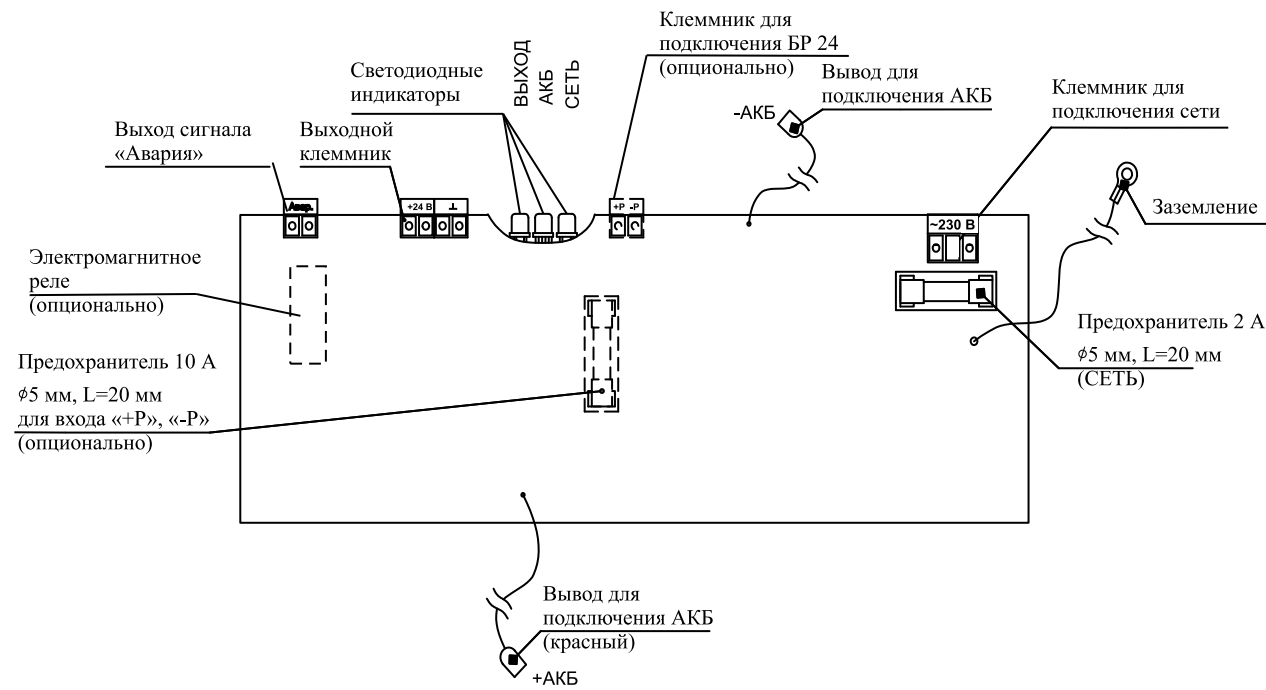 Клеммник для
подключения БР 24
(опционально)
Светодиодные
индикаторы
ВЫХОД
АКБ
СЕТЬ
Вывод для
подключения АКБ
-АКБ
Клеммник для
подключения сети
Выход сигнала
«Авария»
Выходной
клеммник
Заземление
Авар.
+24 В
⊥
+Р -Р
~230 В
Электромагнитное
реле
(опционально)
Предохранитель 2 А
⌀5 мм, L=20 мм
(СЕТЬ)
Предохранитель 10 А
⌀5 мм, L=20 мм
для входа «+Р», «-Р»
(опционально)
Вывод для
подключения АКБ
(красный)
+АКБ